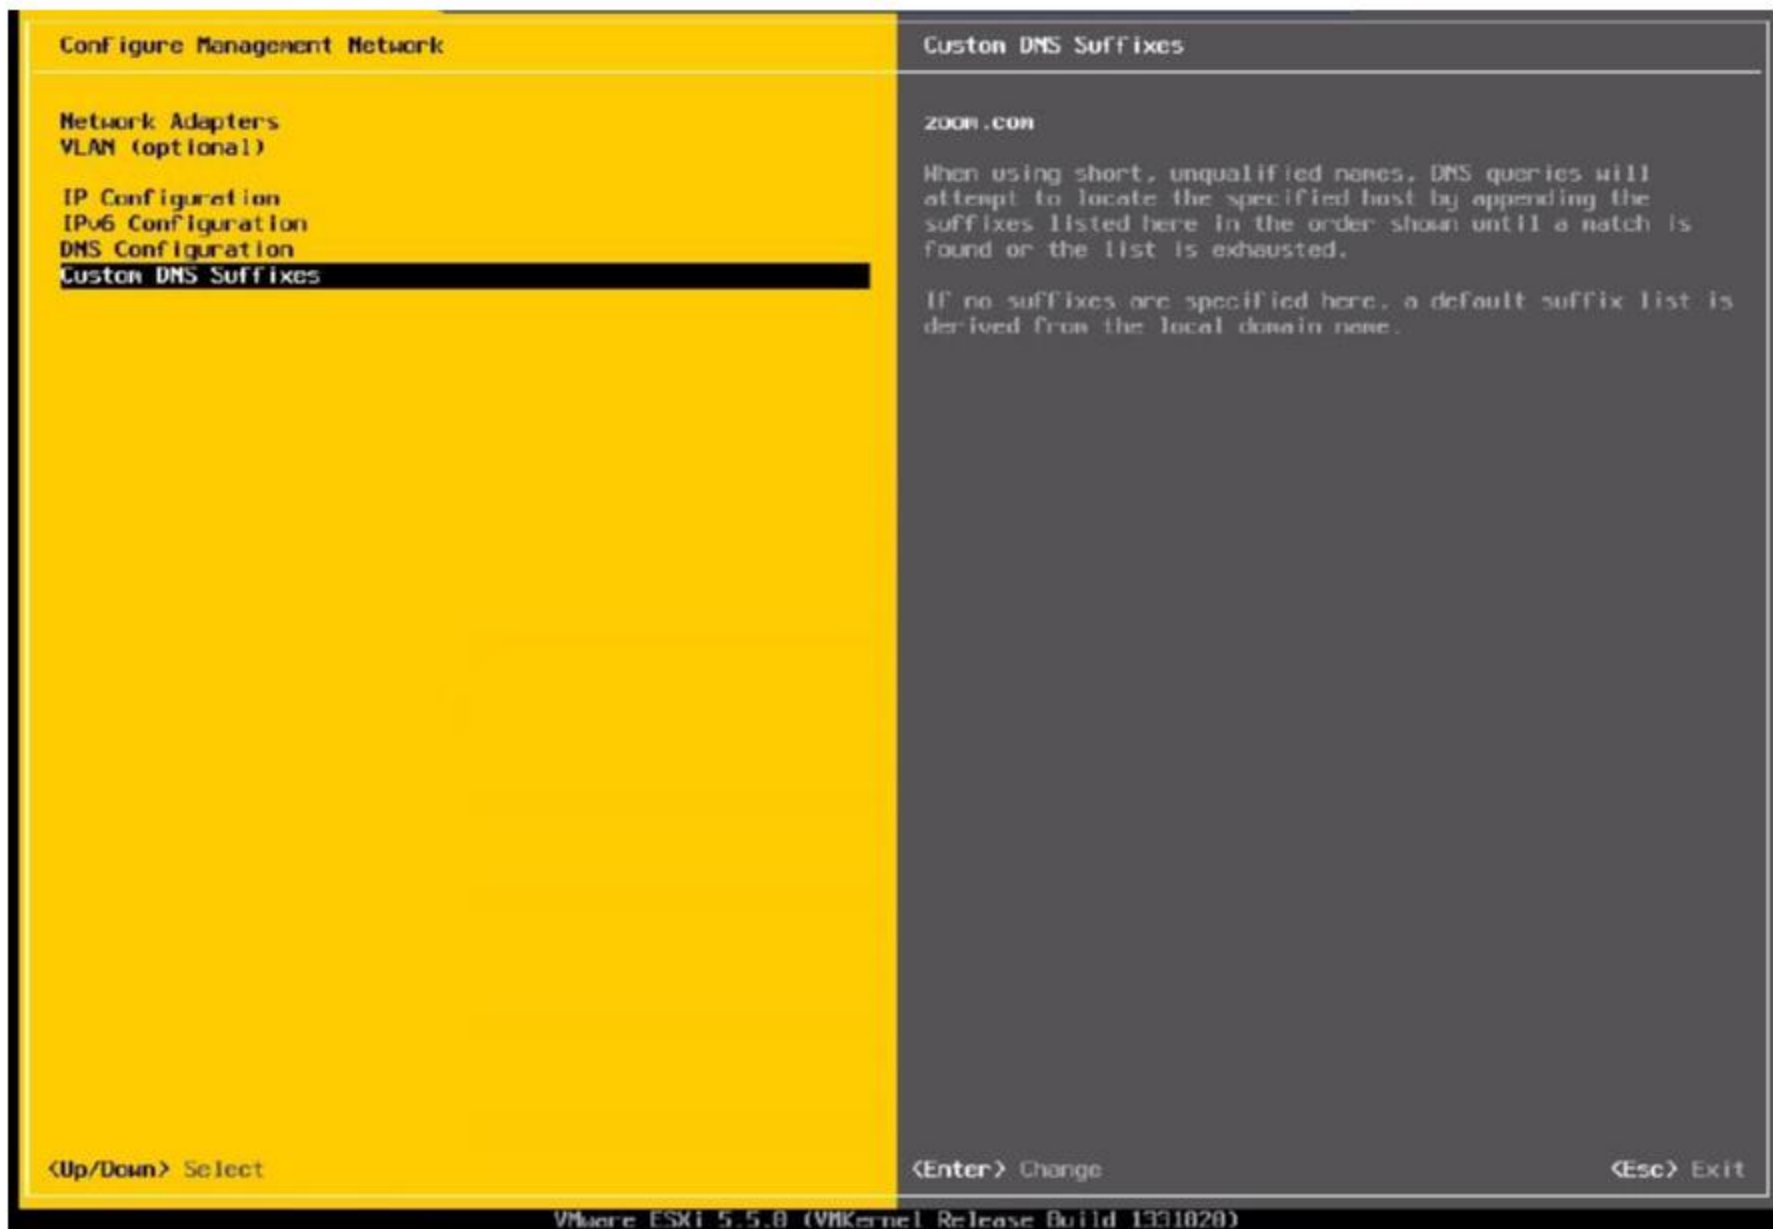 Configure Management Network
Network Adapters
VLAN (optional)
IP Configuration
IPv6 Configuration
DNS Configuration
Custom DNS Suffixes
<Up/Down> Select
Custom DNS Suffixes
zoom.com
When using short, unqualified names, DNS queries will
attempt to locate the specified host by appending the
suffixes listed here in the order shown until a match is
found or the list is exhausted.
If no suffixes are specified here, a default suffix list is
derived from the local domain name.
<Enter> Change
<Esc> Exit
VMware ESXi 5.5.0 (VMKernel Release Build 1331820)